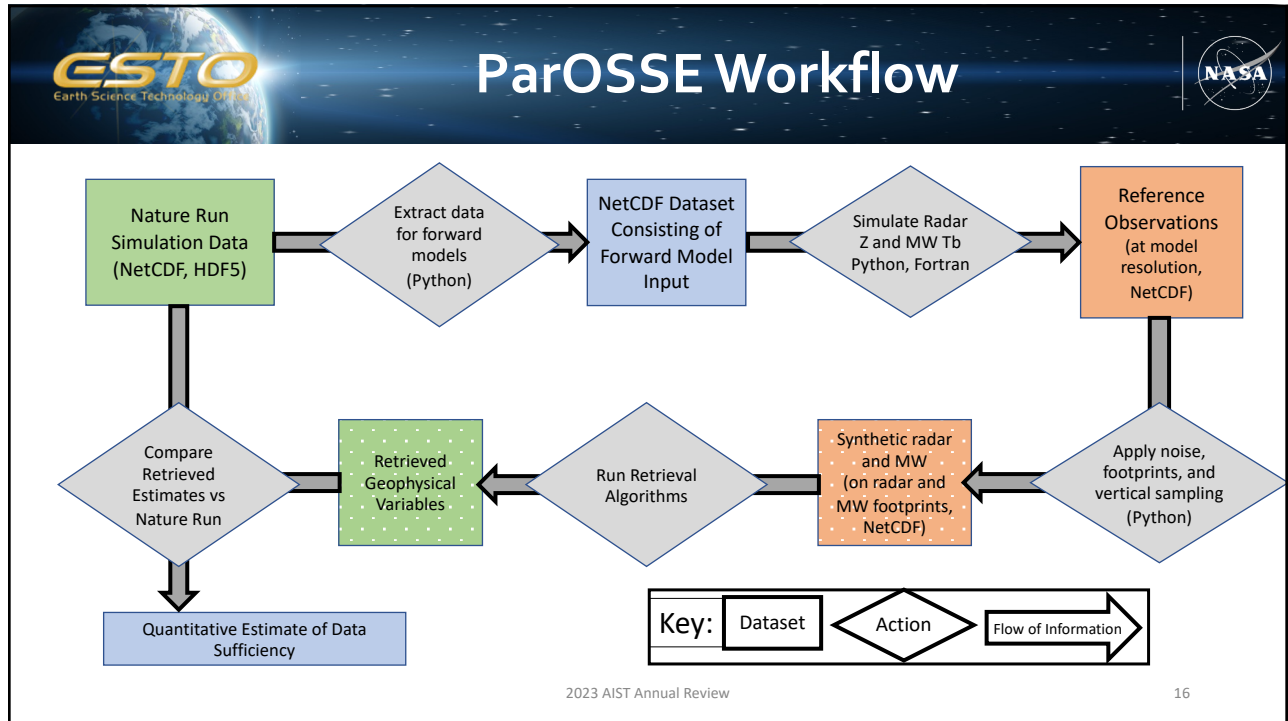 ESTO
Earth Science Technology Office
ParOSSE Workflow
NASA
Nature Run
Simulation Data
(NetCDF, HDF5)
Extract data
for forward
models
(Python)
NetCDF Dataset
Consisting of
Forward Model
Input
Simulate Radar
Z and MW Tb
Python, Fortran
Reference
Observations
(at model
resolution,
NetCDF)
Compare
Retrieved
Estimates vs
Nature Run
Retrieved
Geophysical
Variables
Run Retrieval
Algorithms
Synthetic radar
and MW
(on radar and
MW footprints,
NetCDF)
Apply noise,
footprints, and
vertical sampling
(Python)
Quantitative Estimate of Data
Sufficiency
Key:
Dataset
Action
Flow of Information
2023 AIST Annual Review
16